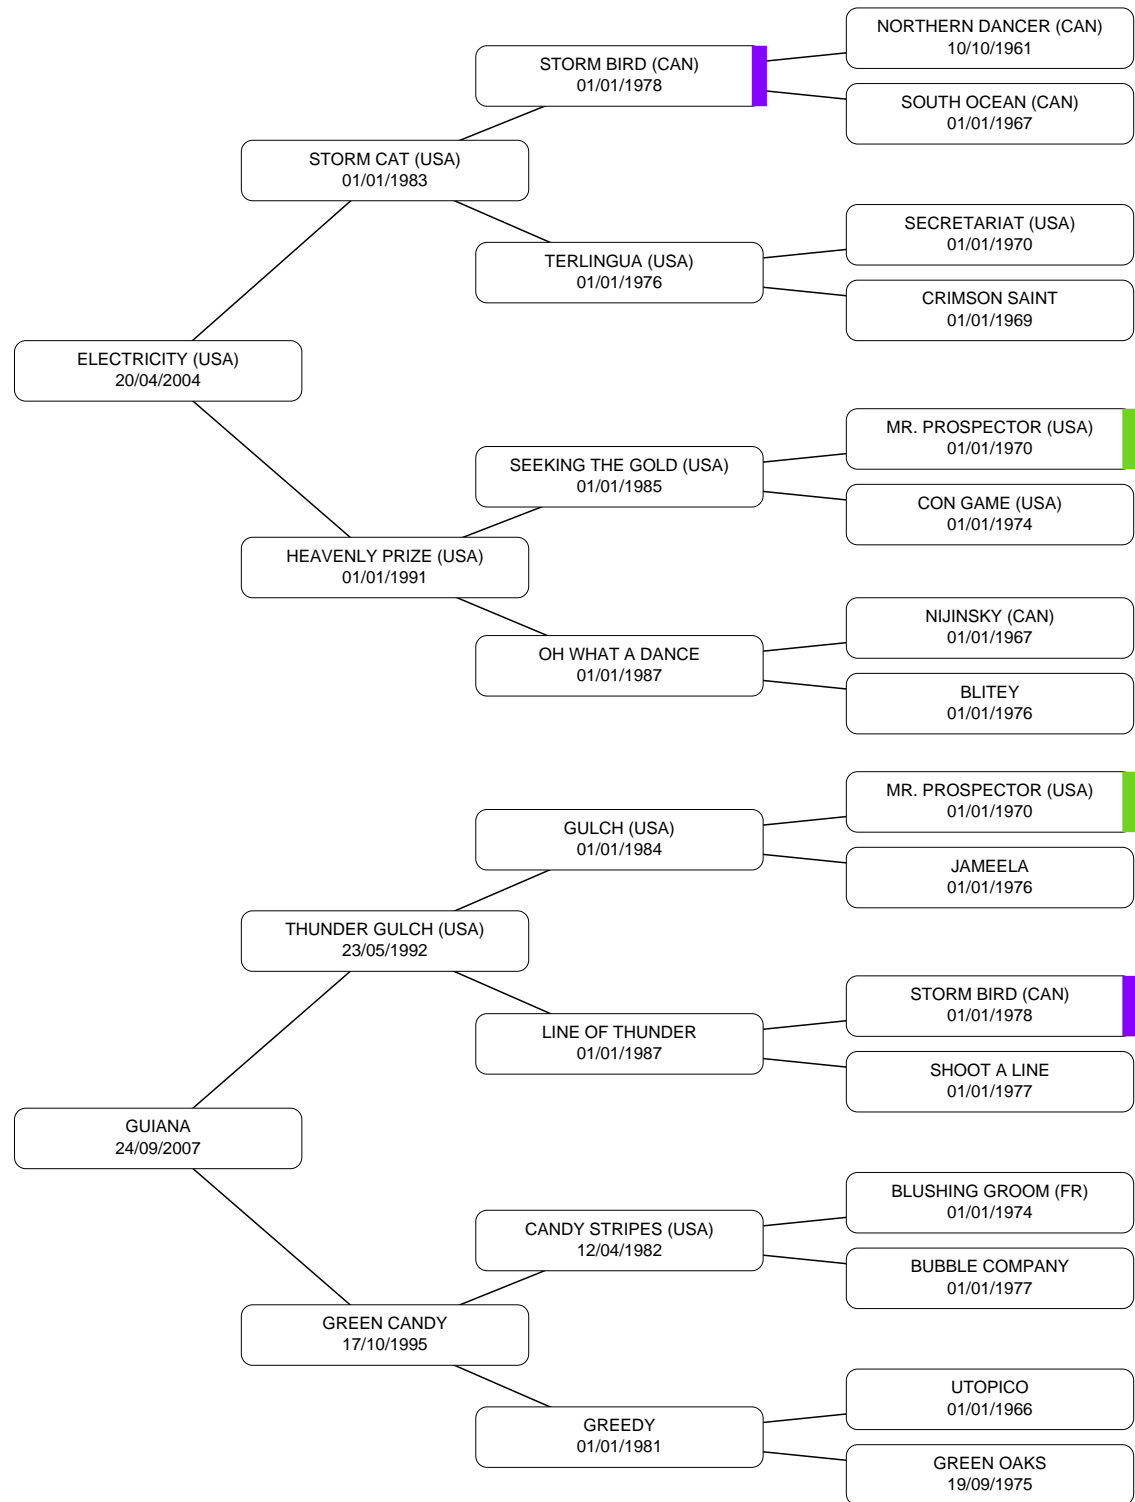 NORTHERN DANCER (CAN)
10/10/1961
STORM BIRD (CAN)
01/01/1978
SOUTH OCEAN (CAN)
01/01/1967
STORM CAT (USA)
01/01/1983
SECRETARIAT (USA)
01/01/1970
TERLINGUA (USA)
01/01/1976
CRIMSON SAINT
01/01/1969
ELECTRICITY (USA)
20/04/2004
MR. PROSPECTOR (USA)
01/01/1970
SEEKING THE GOLD (USA)
01/01/1985
CON GAME (USA)
01/01/1974
HEAVENLY PRIZE (USA)
01/01/1991
NIJINSKY (CAN)
01/01/1967
OH WHAT A DANCE
01/01/1987
BLITEY
01/01/1976
MR. PROSPECTOR (USA)
01/01/1970
GULCH (USA)
01/01/1984
JAMEELA
01/01/1976
THUNDER GULCH (USA)
23/05/1992
STORM BIRD (CAN)
01/01/1978
LINE OF THUNDER
01/01/1987
SHOOT A LINE
01/01/1977
GUIANA
24/09/2007
BLUSHING GROOM (FR)
01/01/1974
CANDY STRIPES (USA)
12/04/1982
BUBBLE COMPANY
01/01/1977
GREEN CANDY
17/10/1995
UTOPICO
01/01/1966
GREEDY
01/01/1981
GREEN OAKS
19/09/1975